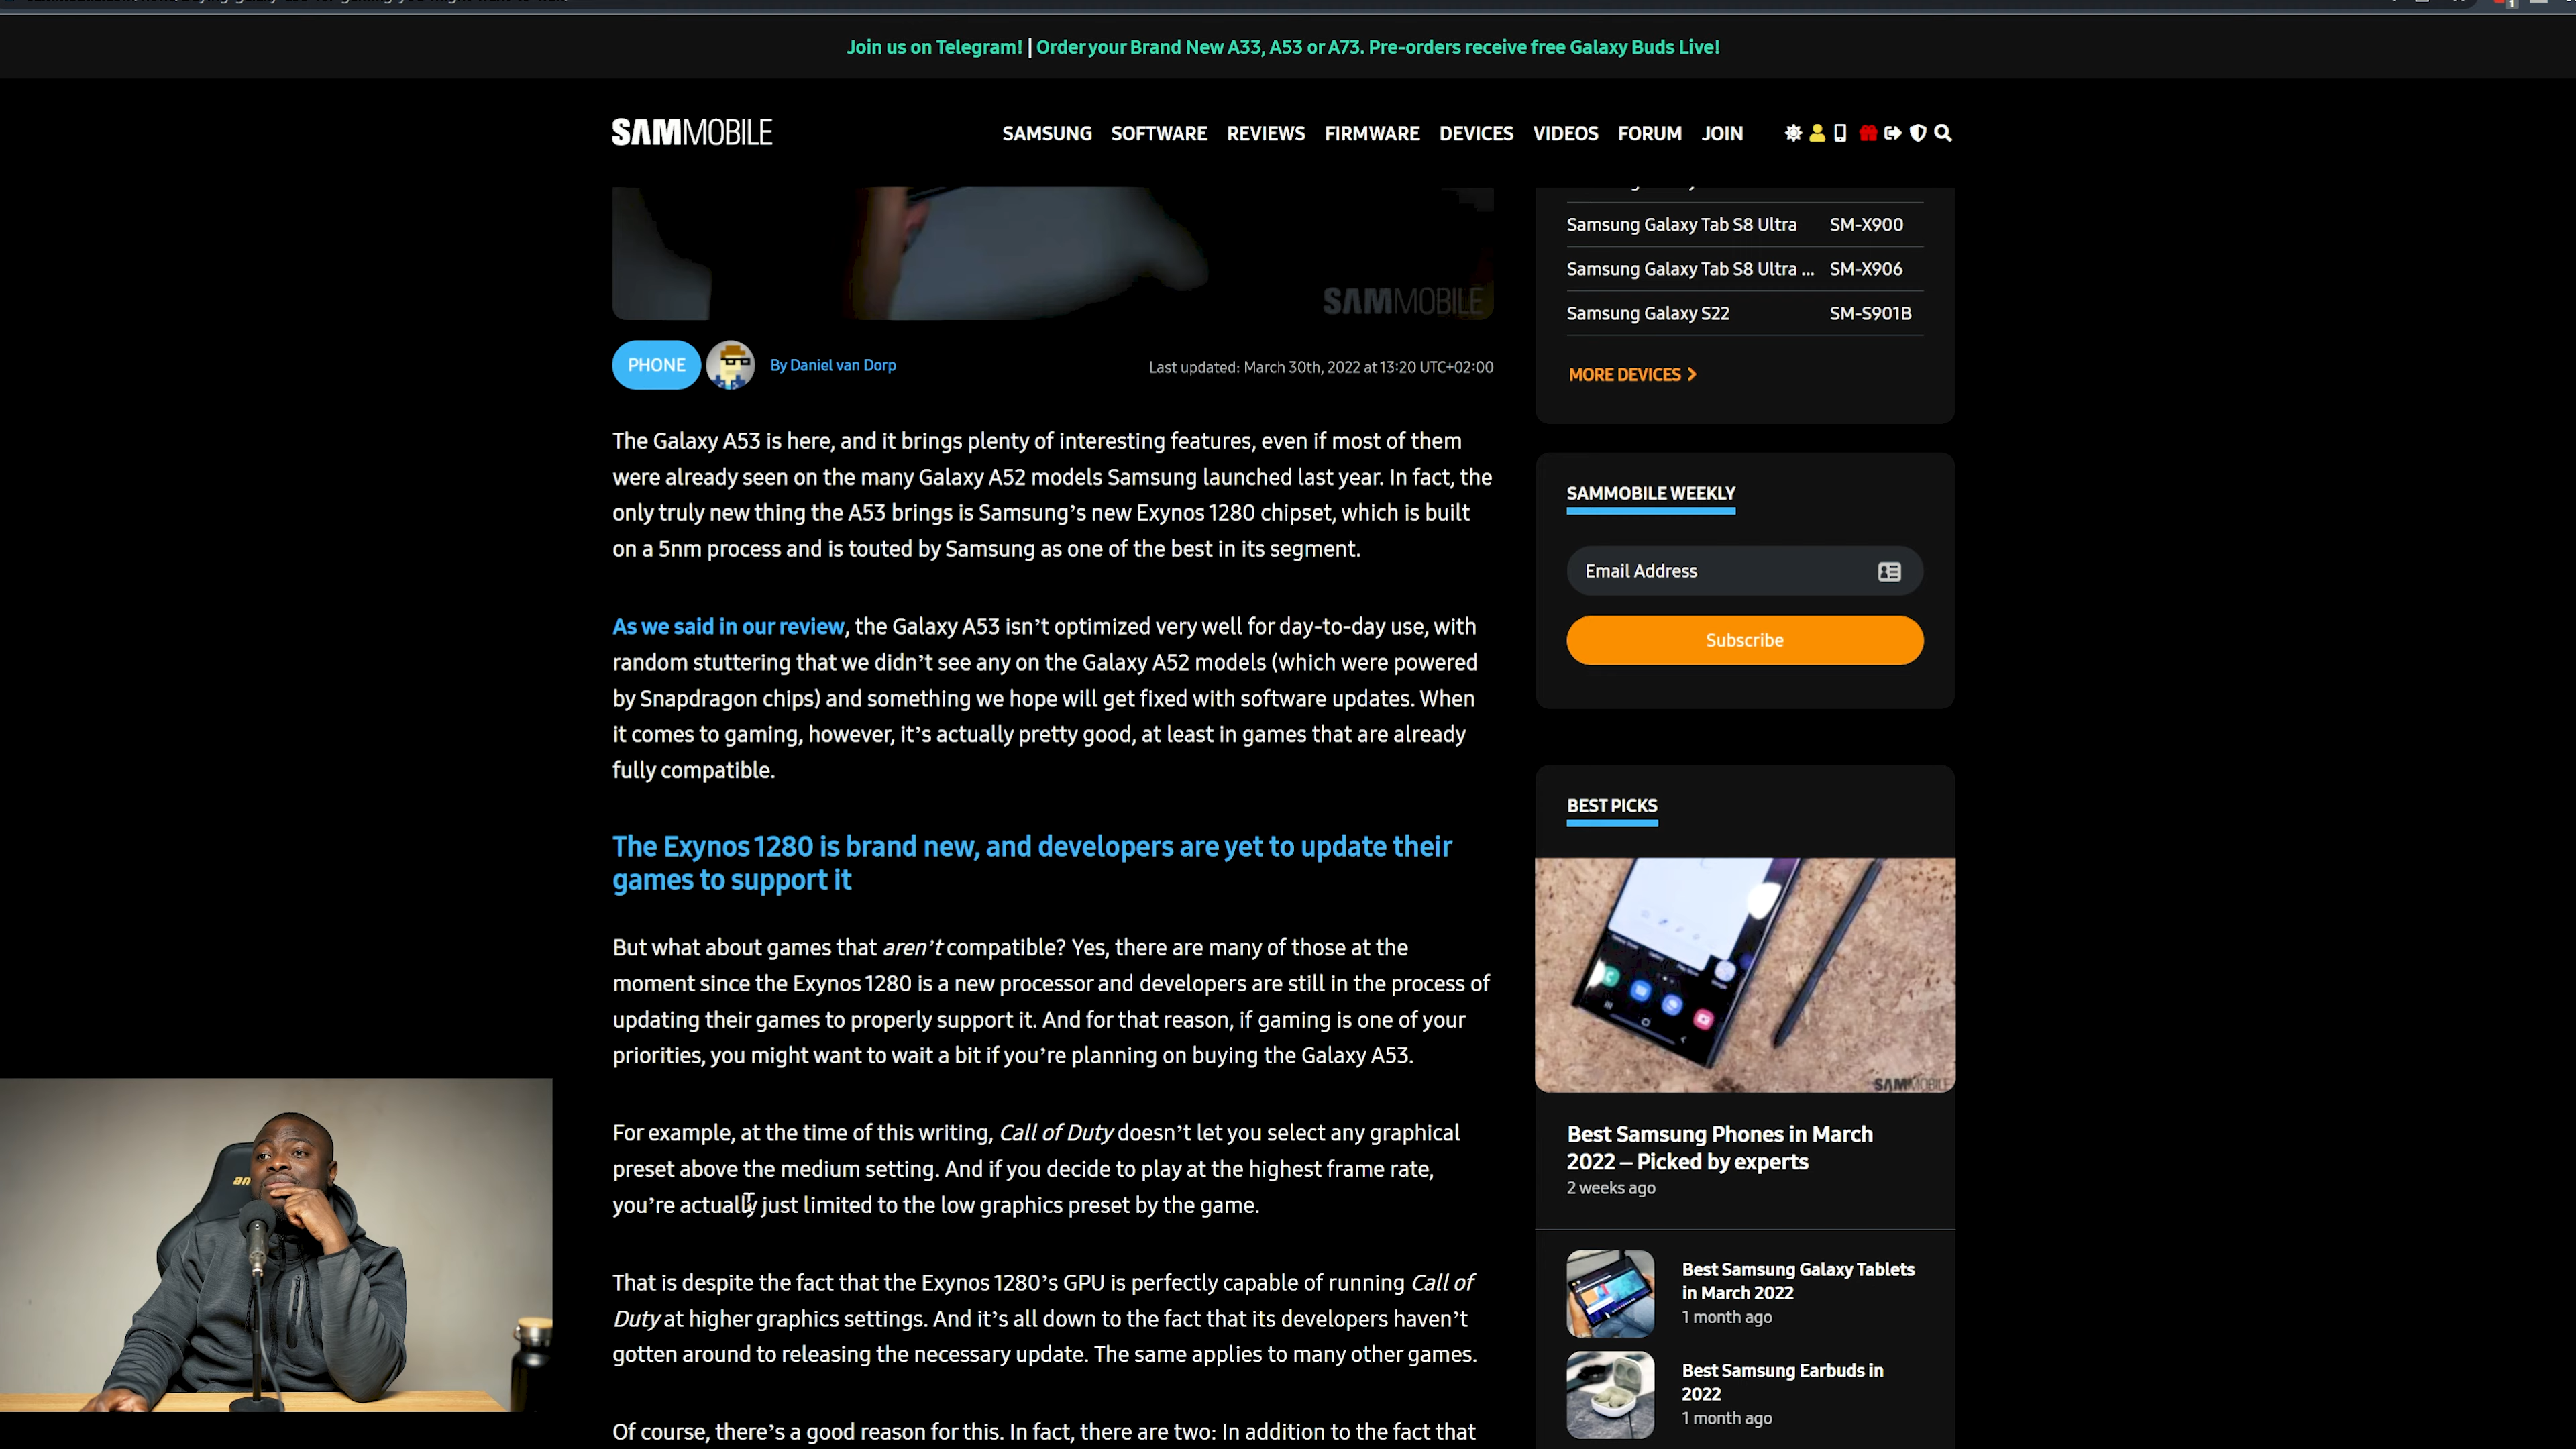 Join us on Telegram! | Order your Brand New A33, A53 or A73. Pre-orders receive free Galaxy Buds Live!
SAMMOBILE
SAMSUNG SOFTWARE REVIEWS FIRMWARE DEVICES VIDEOS FORUM JOIN
SAMMOBILE
PHONE
By Daniel van Dorp
Last updated: March 30th, 2022 at 13:20 UTC+02:00
The Galaxy A53 is here, and it brings plenty of interesting features, even if most of them
were already seen on the many Galaxy A52 models Samsung launched last year. In fact, the
only truly new thing the A53 brings is Samsung's new Exynos 1280 chipset, which is built
on a 5nm process and is touted by Samsung as one of the best in its segment.
As we said in our review, the Galaxy A53 isn't optimized very well for day-to-day use, with
random stuttering that we didn't see any on the Galaxy A52 models (which were powered
by Snapdragon chips) and something we hope will get fixed with software updates. When
it comes to gaming, however, it's actually pretty good, at least in games that are already
fully compatible.
The Exynos 1280 is brand new, and developers are yet to update their
games to support it
But what about games that aren't compatible? Yes, there are many of those at the
moment since the Exynos 1280 is a new processor and developers are still in the process of
updating their games to properly support it. And for that reason, if gaming is one of your
priorities, you might want to wait a bit if you're planning on buying the Galaxy A53.
For example, at the time of this writing, Call of Duty doesn't let you select any graphical
preset above the medium setting. And if you decide to play at the highest frame rate,
you're actually just limited to the low graphics preset by the game.
That is despite the fact that the Exynos 1280's GPU is perfectly capable of running Call of
Duty at higher graphics settings. And it's all down to the fact that its developers haven't
gotten around to releasing the necessary update. The same applies to many other games.
Of course, there's a good reason for this. In fact, there are two: In addition to the fact that
Samsung Galaxy Tab S8 Ultra SM-X900
Samsung Galaxy Tab S8 Ultra ... SM-X906
Samsung Galaxy S22 SM-S901B
MORE DEVICES
SAMMOBILE WEEKLY
Email Address
Subscribe
BEST PICKS
SAMMOBILE
Best Samsung Phones in March
2022 – Picked by experts
2 weeks ago
Best Samsung Galaxy Tablets
in March 2022
1 month ago
Best Samsung Earbuds in
2022
1 month ago
an